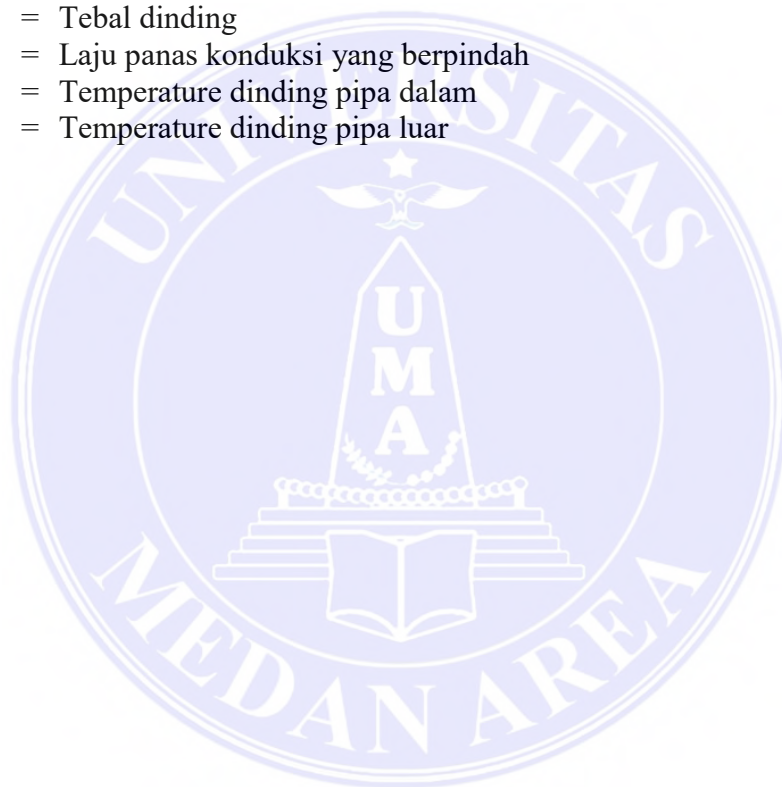 = Tebal dinding
= Laju panas konduksi yang berpindah
= Temperature dinding pipa dalam
= Temperature dinding pipa luar
UNIVERSITAS
U
M
A
MEDAN AREA